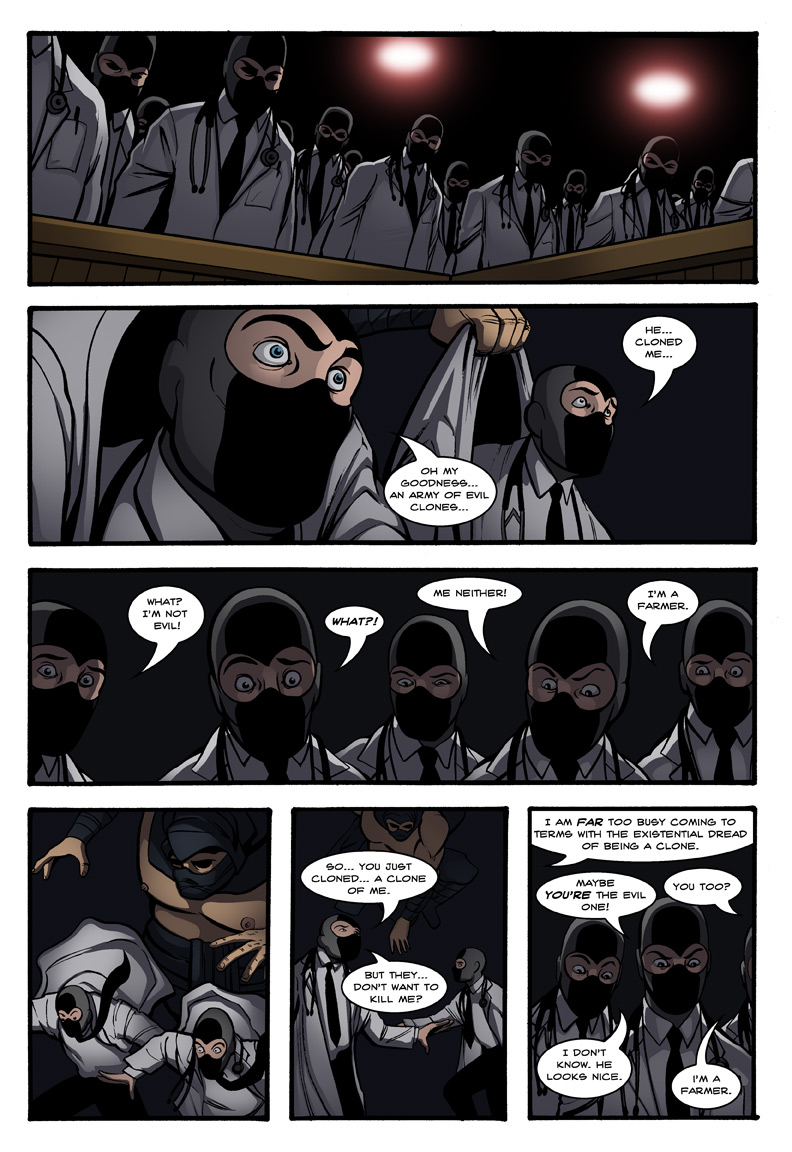 HE...
CLONED
ME...
OH MY
GOODNESS...
AN ARMY OF EVIL
CLONES...
WHAT?
I'M NOT
EVIL!
WHAT?!
ME NEITHER!
I'M A
FARMER.
SO... YOU JUST
CLONED... A CLONE
OF ME.
BUT THEY...
DON'T WANT TO
KILL ME?
I AM FAR TOO BUSY COMING TO
TERMS WITH THE EXISTENTIAL DREAD
OF BEING A CLONE.
MAYBE
YOU'RE THE EVIL
ONE!
YOU TOO?
I DON'T
KNOW. HE
LOOKS NICE.
I'M A
FARMER.